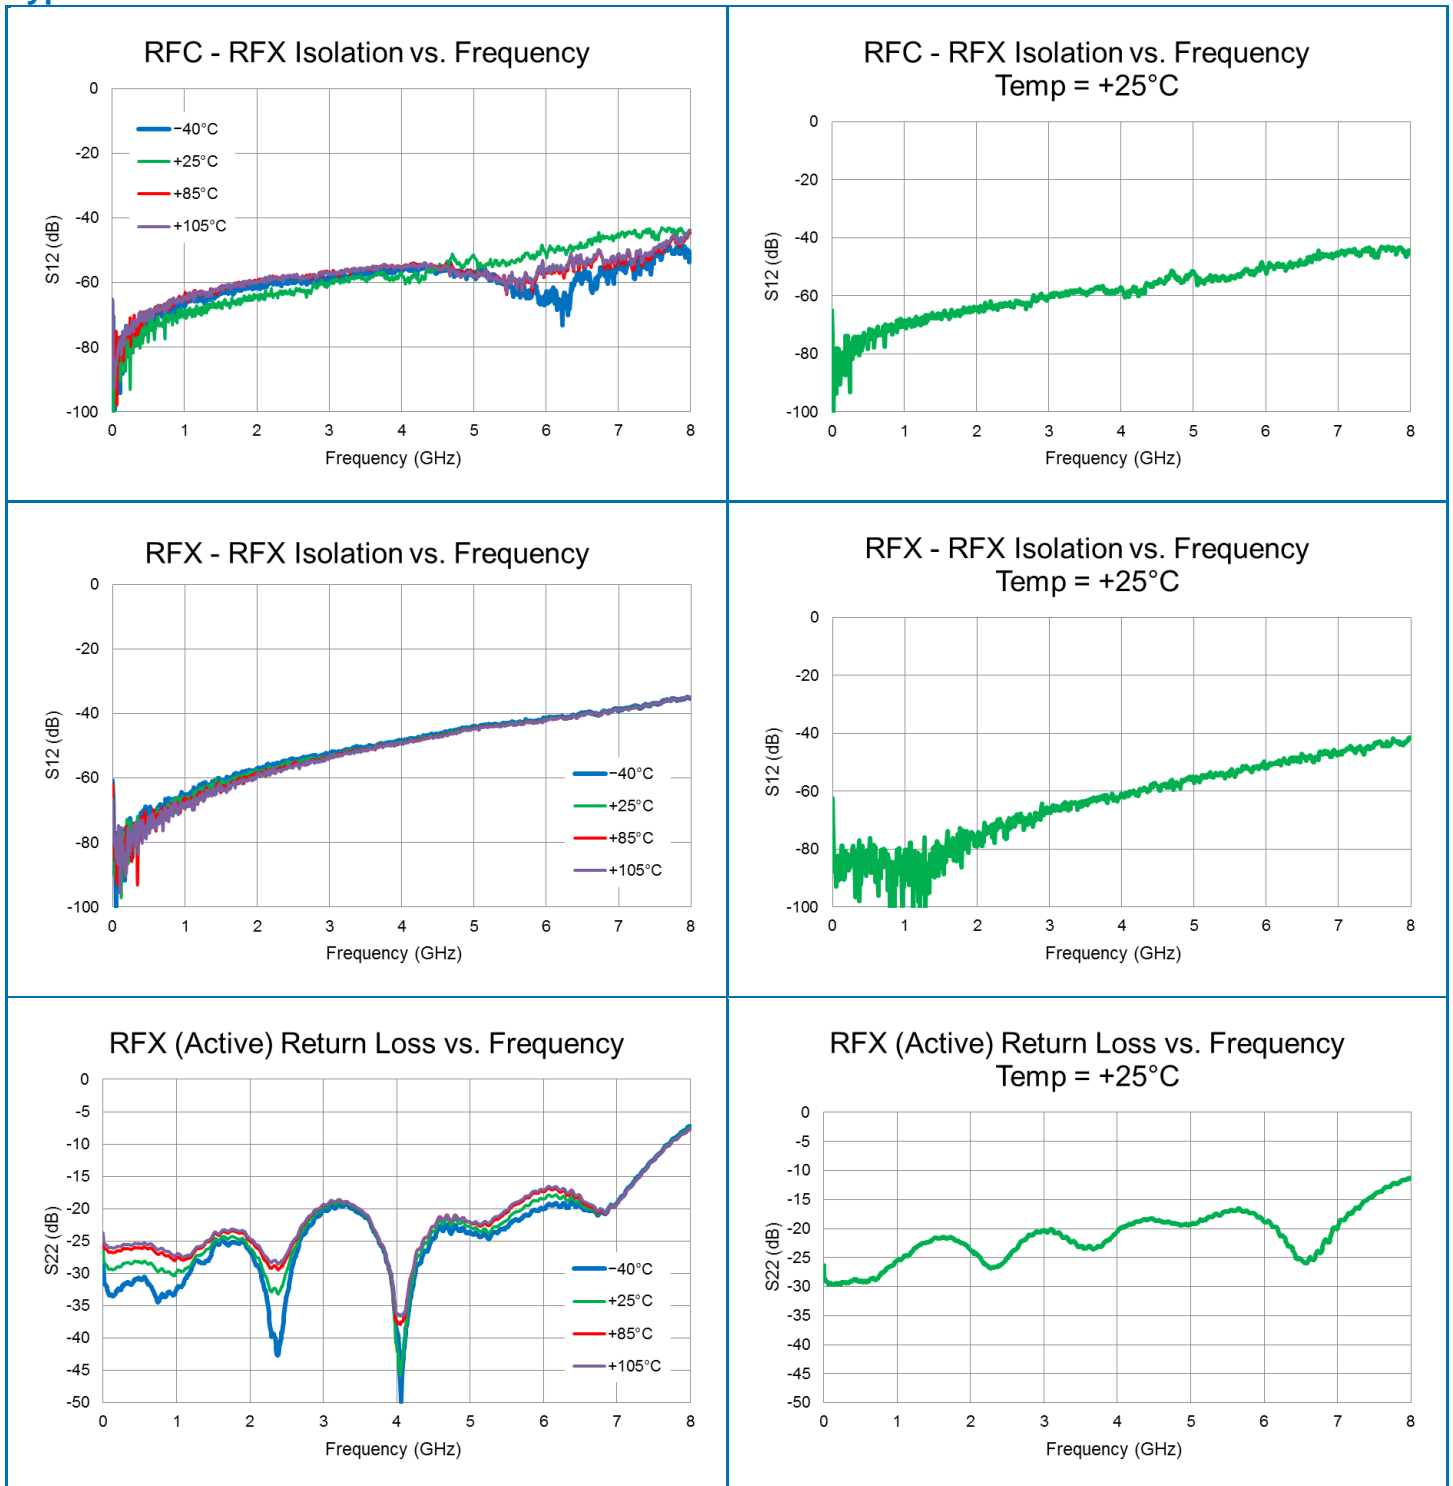 RFC - RFX Isolation vs. Frequency
0
-20
-40
-60
-80
-100
S12 (dB)
−40°C
+25°C
+85°C
+105°C
0 1 2 3 4 5 6 7 8
Frequency (GHz)
RFC - RFX Isolation vs. Frequency
Temp = +25°C
0
-20
-40
-60
-80
-100
S12 (dB)
0 1 2 3 4 5 6 7 8
Frequency (GHz)
RFX - RFX Isolation vs. Frequency
0
-20
-40
-60
-80
-100
S12 (dB)
−40°C
+25°C
+85°C
+105°C
0 1 2 3 4 5 6 7 8
Frequency (GHz)
RFX - RFX Isolation vs. Frequency
Temp = +25°C
0
-20
-40
-60
-80
-100
S12 (dB)
0 1 2 3 4 5 6 7 8
Frequency (GHz)
RFX (Active) Return Loss vs. Frequency
0
-5
-10
-15
-20
-25
-30
-35
-40
-45
-50
S22 (dB)
−40°C
+25°C
+85°C
+105°C
0 1 2 3 4 5 6 7 8
Frequency (GHz)
RFX (Active) Return Loss vs. Frequency
Temp = +25°C
0
-5
-10
-15
-20
-25
-30
-35
-40
-45
-50
S22 (dB)
0 1 2 3 4 5 6 7 8
Frequency (GHz)